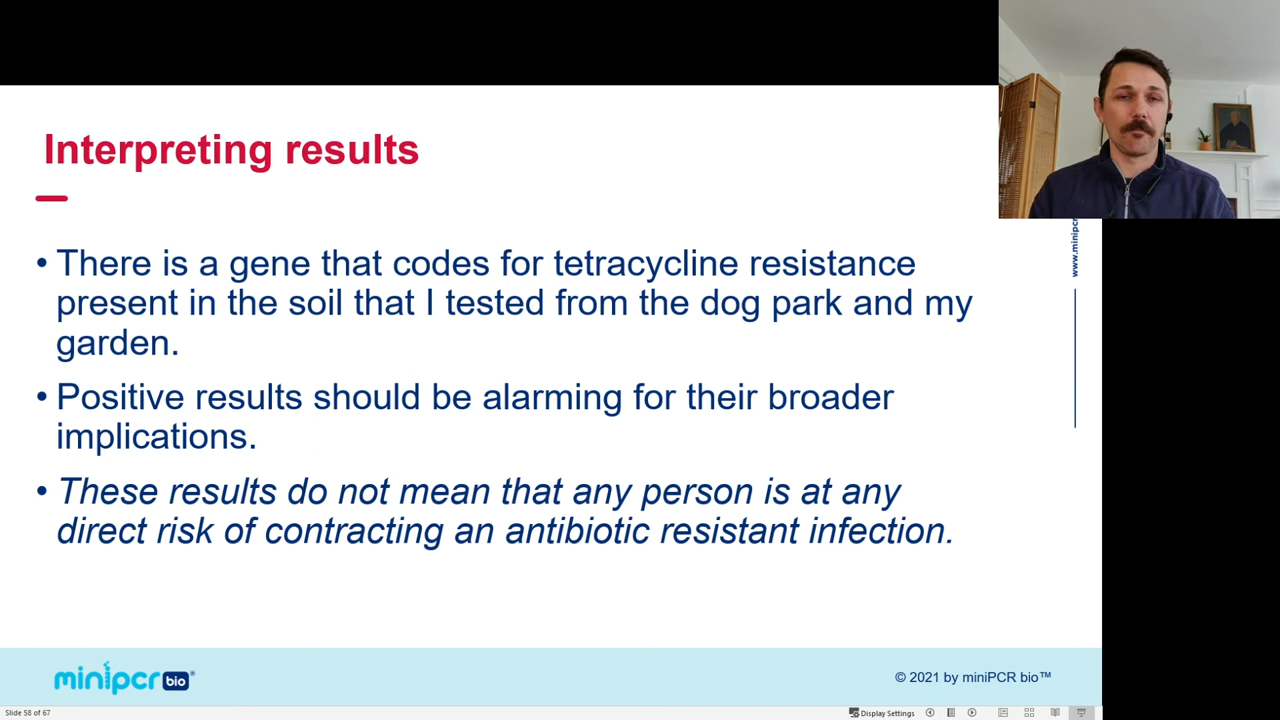 Interpreting results
• There is a gene that codes for tetracycline resistance
present in the soil that I tested from the dog park and my
garden.
• Positive results should be alarming for their broader
implications.
• These results do not mean that any person is at any
direct risk of contracting an antibiotic resistant infection.
www.minipcr
minipcr bio®
© 2021 by miniPCR bio™
Slide 58 of 67
Display Settings